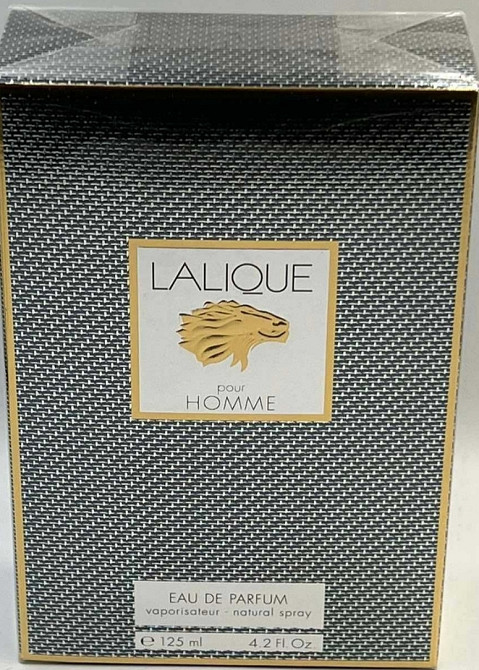 LALIQUE
pour
HOMME
EAU DE PARFUM
vaporisateur - natural spray
℮ 125 ml 4.2 Fl. Oz.